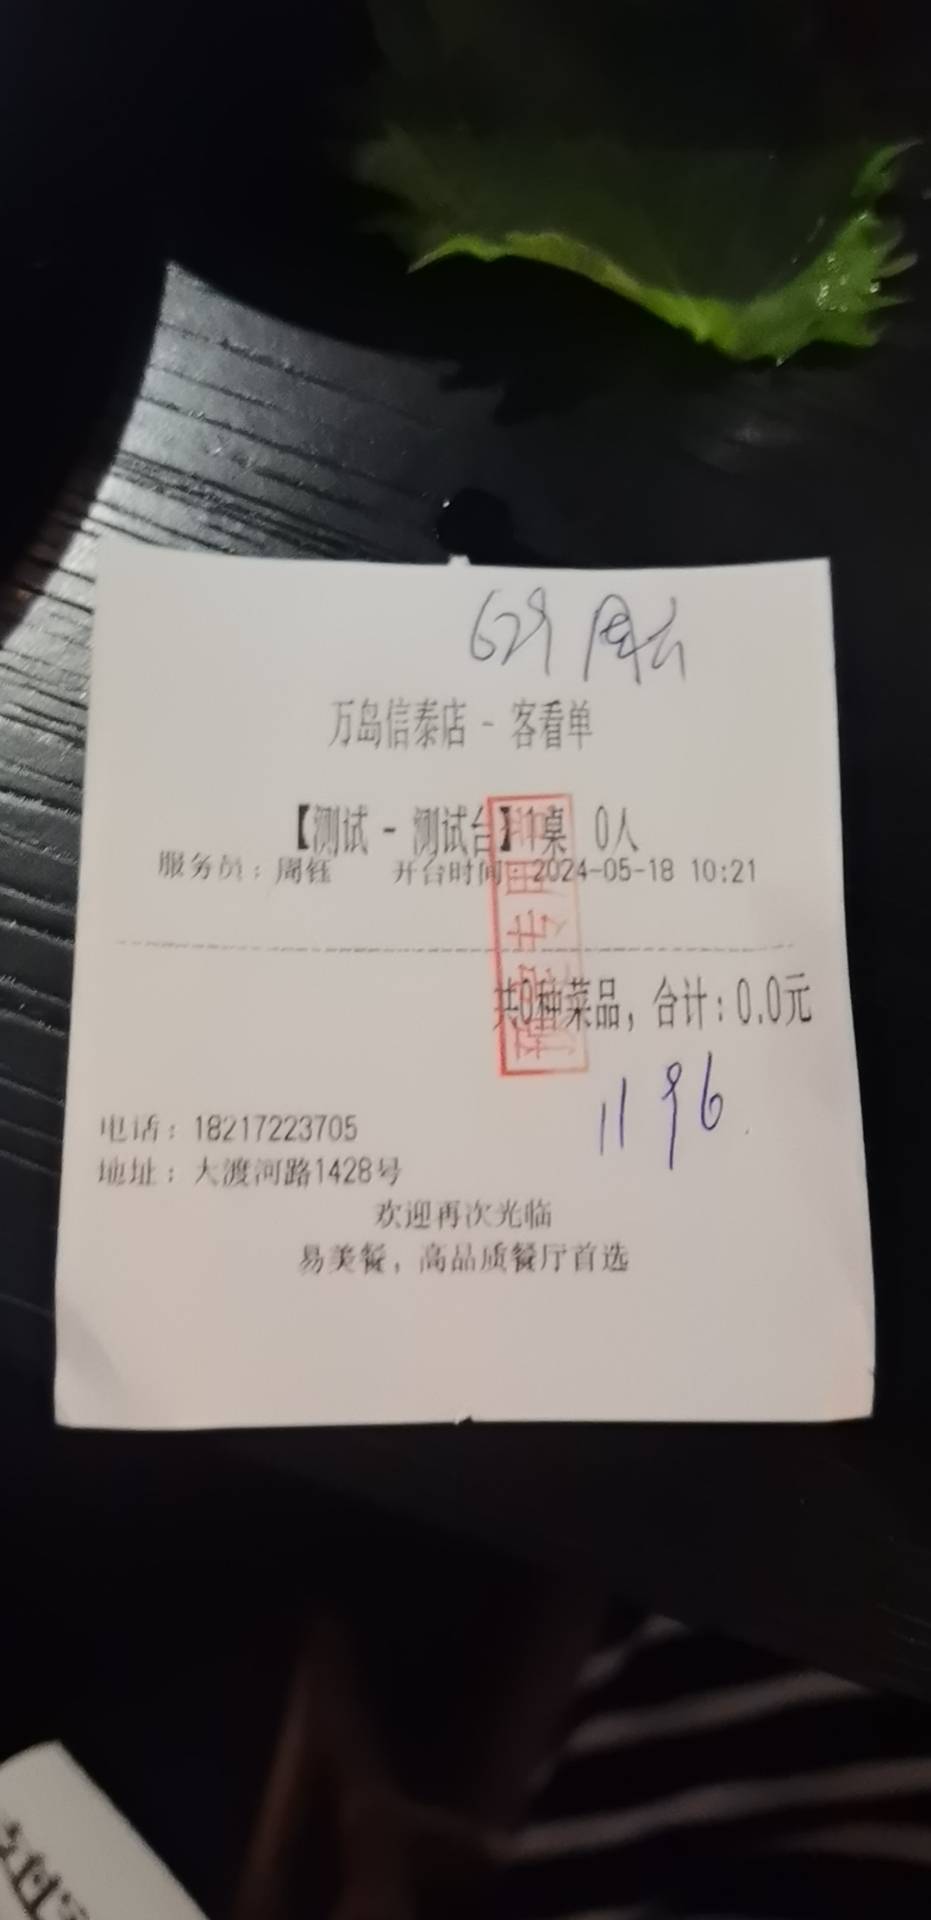 629
万岛信泰店 - 客看单
【测试 - 测试台】1桌 0人
服务员：周钰 开台时间：2024-05-18 10:21
共0种菜品，合计：0.0元
1196
电话：18217223705
地址：大渡河路1428号
欢迎再次光临
易美餐，高品质餐厅首选